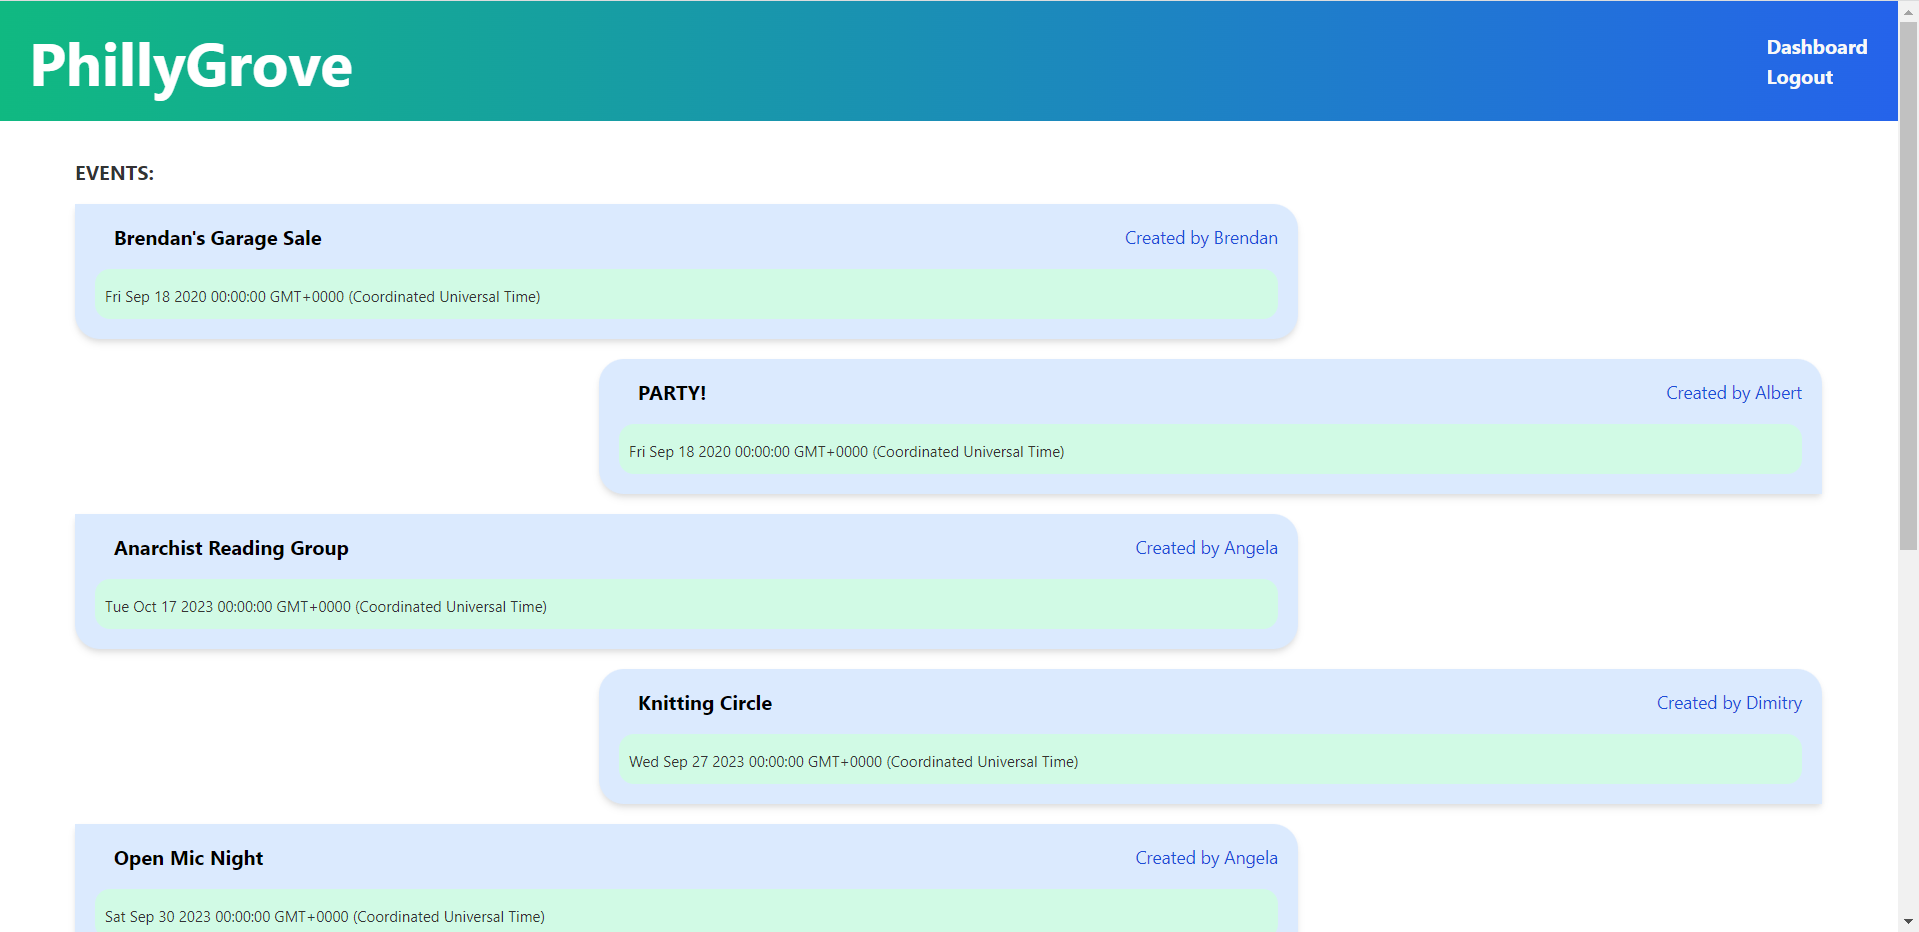 PhillyGrove
Dashboard
Logout
EVENTS:
Brendan's Garage Sale
Created by Brendan
Fri Sep 18 2020 00:00:00 GMT+0000 (Coordinated Universal Time)
PARTY!
Created by Albert
Fri Sep 18 2020 00:00:00 GMT+0000 (Coordinated Universal Time)
Anarchist Reading Group
Created by Angela
Tue Oct 17 2023 00:00:00 GMT+0000 (Coordinated Universal Time)
Knitting Circle
Created by Dimitry
Wed Sep 27 2023 00:00:00 GMT+0000 (Coordinated Universal Time)
Open Mic Night
Created by Angela
Sat Sep 30 2023 00:00:00 GMT+0000 (Coordinated Universal Time)